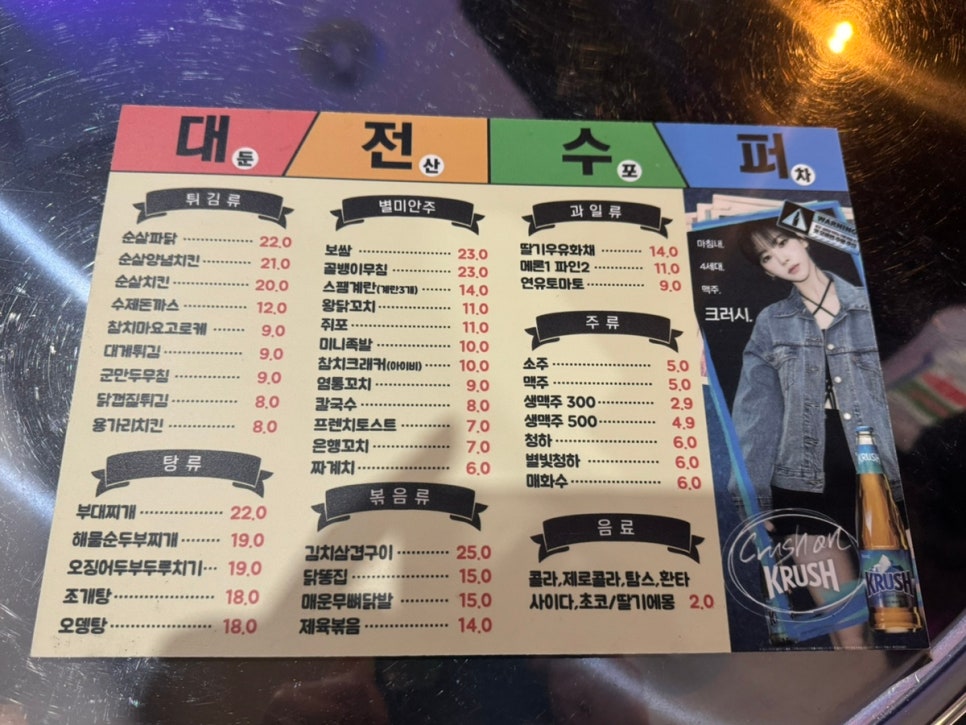 대 전 수 퍼
둔 산 포 차
튀김류
순살파닭 22.0
순살양념치킨 21.0
순살치킨 20.0
수제돈까스 12.0
참치마요고로케 9.0
대게튀김 9.0
군만두무침 9.0
닭껍질튀김 8.0
용가리치킨 8.0
탕류
부대찌개 22.0
해물순두부찌개 19.0
오징어두부두루치기 19.0
조개탕 18.0
오뎅탕 18.0
별미안주
보쌈 23.0
골뱅이무침 23.0
스팸계란(계란3개) 14.0
왕닭꼬치 11.0
쥐포 11.0
미니족발 10.0
참치크래커(아이비) 10.0
염통꼬치 9.0
칼국수 8.0
프렌치토스트 7.0
은행꼬치 7.0
짜계치 6.0
볶음류
김치삼겹구이 25.0
닭똥집 15.0
매운무뼈닭발 15.0
제육볶음 14.0
과일류
딸기우유화채 14.0
메론1 파인2 11.0
연유토마토 9.0
주류
소주 5.0
맥주 5.0
생맥주 300 2.9
생맥주 500 4.9
청하 6.0
별빛청하 6.0
매화수 6.0
음료
콜라,제로콜라,탐스,환타
사이다,초코/딸기에몽 2.0
WARNING
마침내,
4세대,
맥주.
크러시.
Crush on
KRUSH
KRUSH
KRUSH